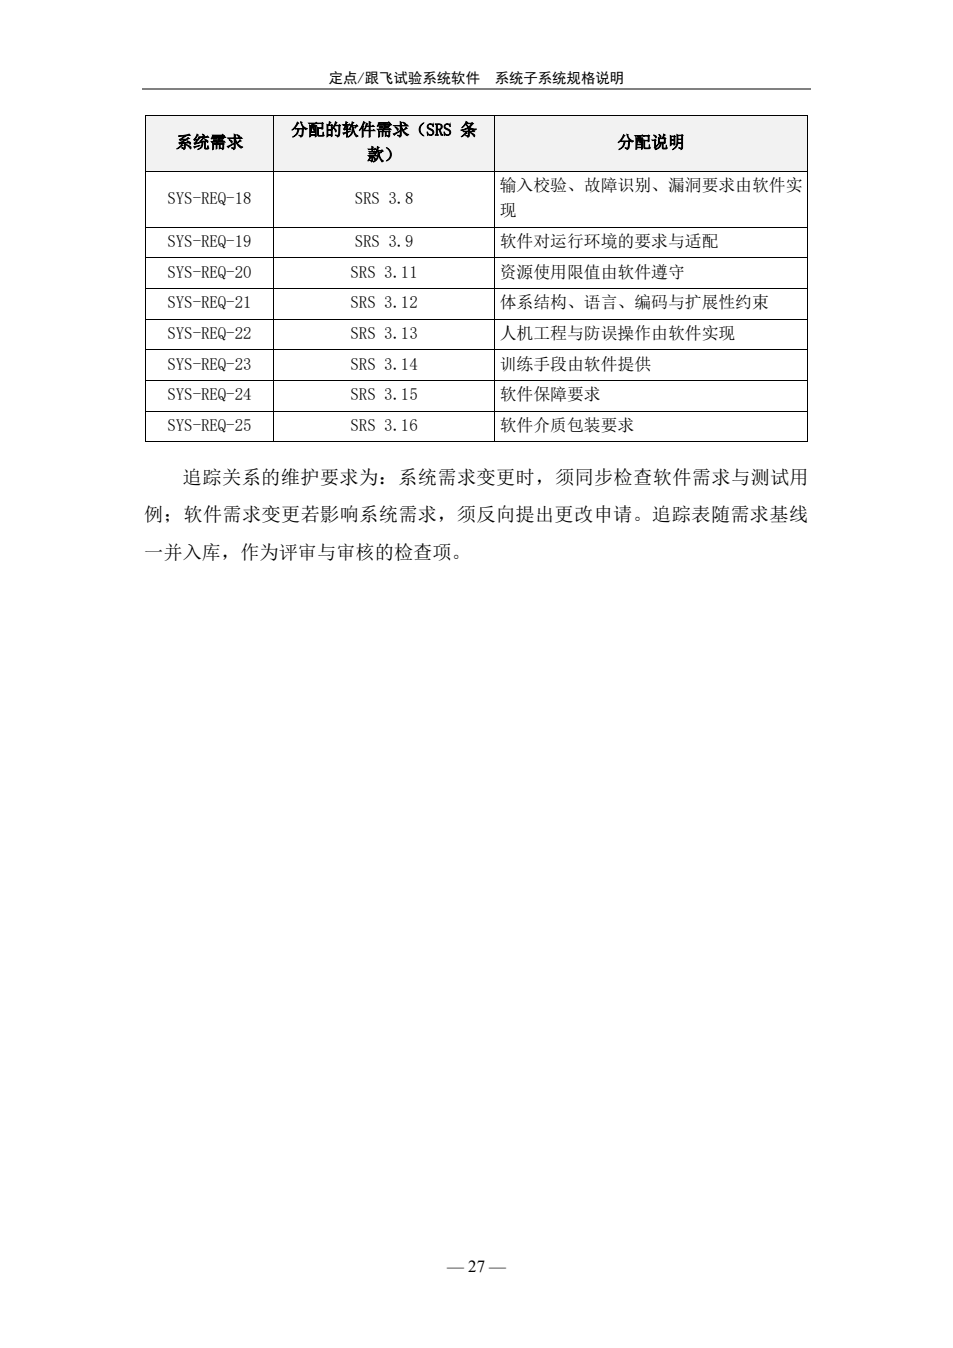 定点/跟飞试验系统软件　系统子系统规格说明
系统需求
分配的软件需求（SRS 条
款）
分配说明
SYS-REQ-18
SRS 3.8
输入校验、故障识别、漏洞要求由软件实
现
SYS-REQ-19
SRS 3.9
软件对运行环境的要求与适配
SYS-REQ-20
SRS 3.11
资源使用限值由软件遵守
SYS-REQ-21
SRS 3.12
体系结构、语言、编码与扩展性约束
SYS-REQ-22
SRS 3.13
人机工程与防误操作由软件实现
SYS-REQ-23
SRS 3.14
训练手段由软件提供
SYS-REQ-24
SRS 3.15
软件保障要求
SYS-REQ-25
SRS 3.16
软件介质包装要求
追踪关系的维护要求为：系统需求变更时，须同步检查软件需求与测试用
例；软件需求变更若影响系统需求，须反向提出更改申请。追踪表随需求基线
一并入库，作为评审与审核的检查项。
— 27 —